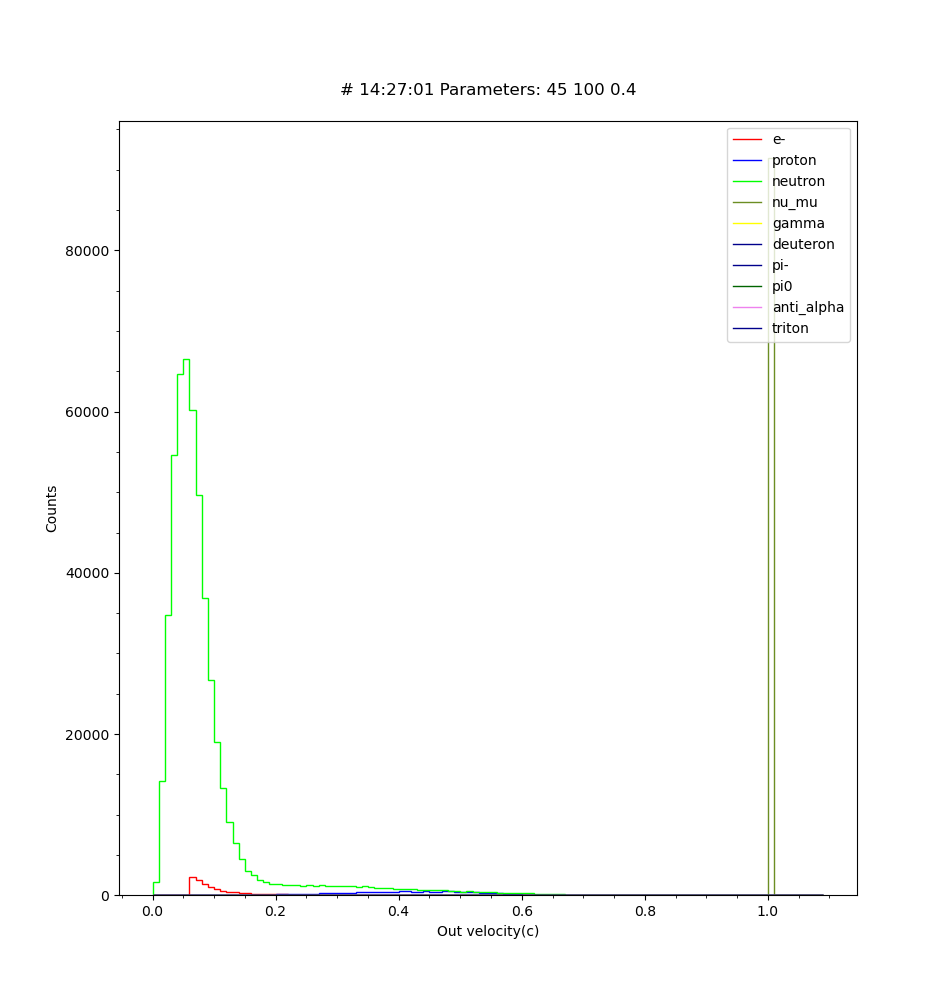 # 14:27:01 Parameters: 45 100 0.4
e-
proton
neutron
nu_mu
gamma
deuteron
pi-
pi0
anti_alpha
triton
80000
60000
40000
20000
0
Counts
0.0 0.2 0.4 0.6 0.8 1.0
Out velocity(c)